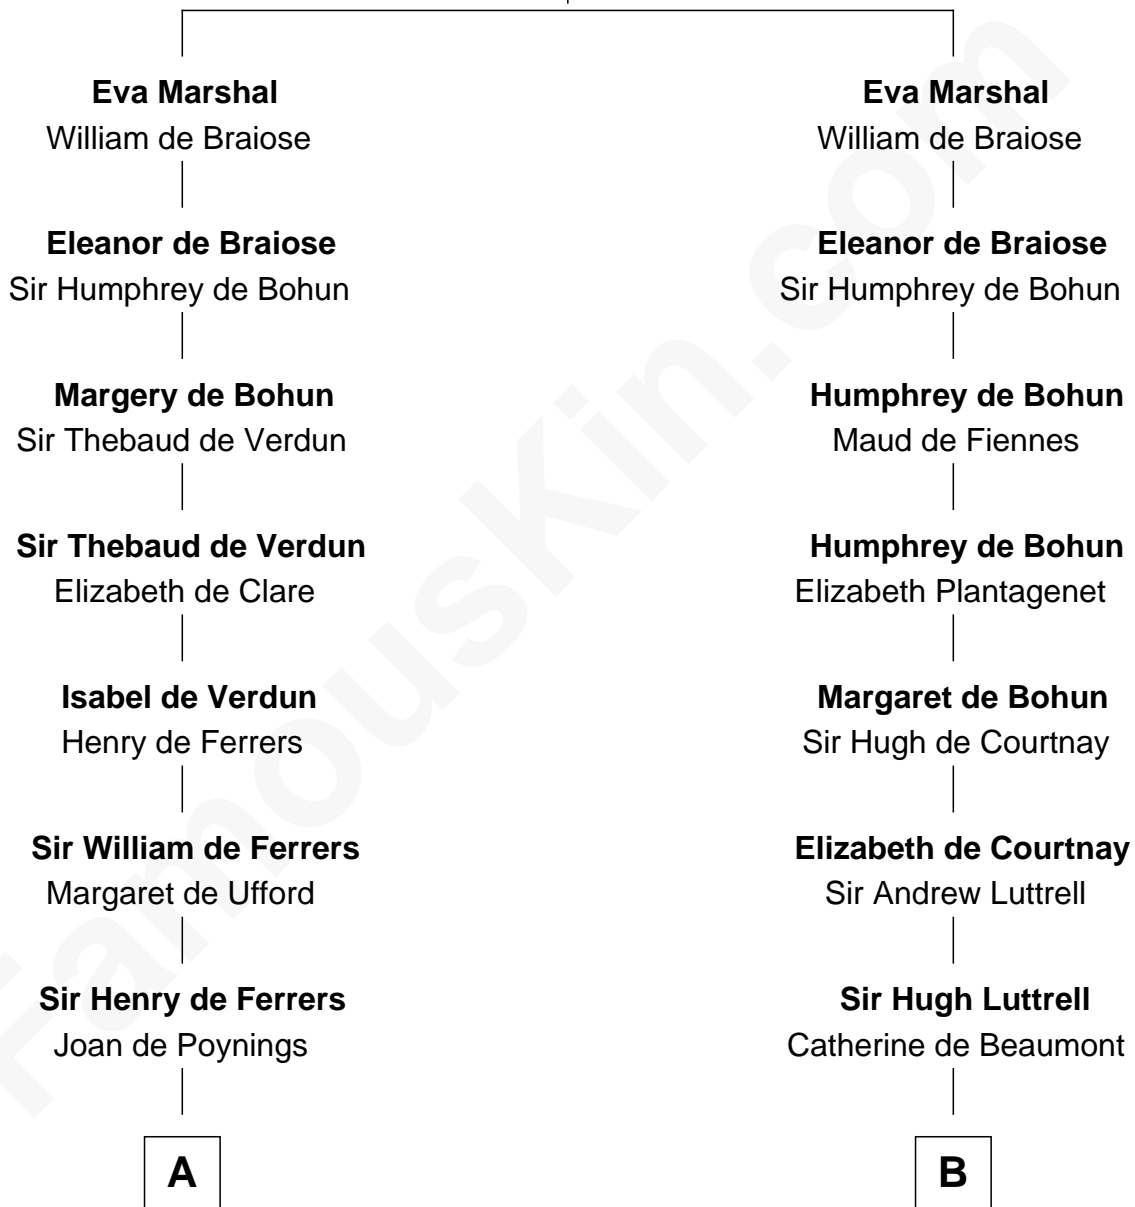 Eva Marshal
William de Braiose
Eleanor de Braiose
Sir Humphrey de Bohun
Margery de Bohun
Sir Thebaud de Verdun
Sir Thebaud de Verdun
Elizabeth de Clare
Isabel de Verdun
Henry de Ferrers
Sir William de Ferrers
Margaret de Ufford
Sir Henry de Ferrers
Joan de Poynings
A
Eva Marshal
William de Braiose
Eleanor de Braiose
Sir Humphrey de Bohun
Humphrey de Bohun
Maud de Fiennes
Humphrey de Bohun
Elizabeth Plantagenet
Margaret de Bohun
Sir Hugh de Courtnay
Elizabeth de Courtnay
Sir Andrew Luttrell
Sir Hugh Luttrell
Catherine de Beaumont
B
FamousKin.com